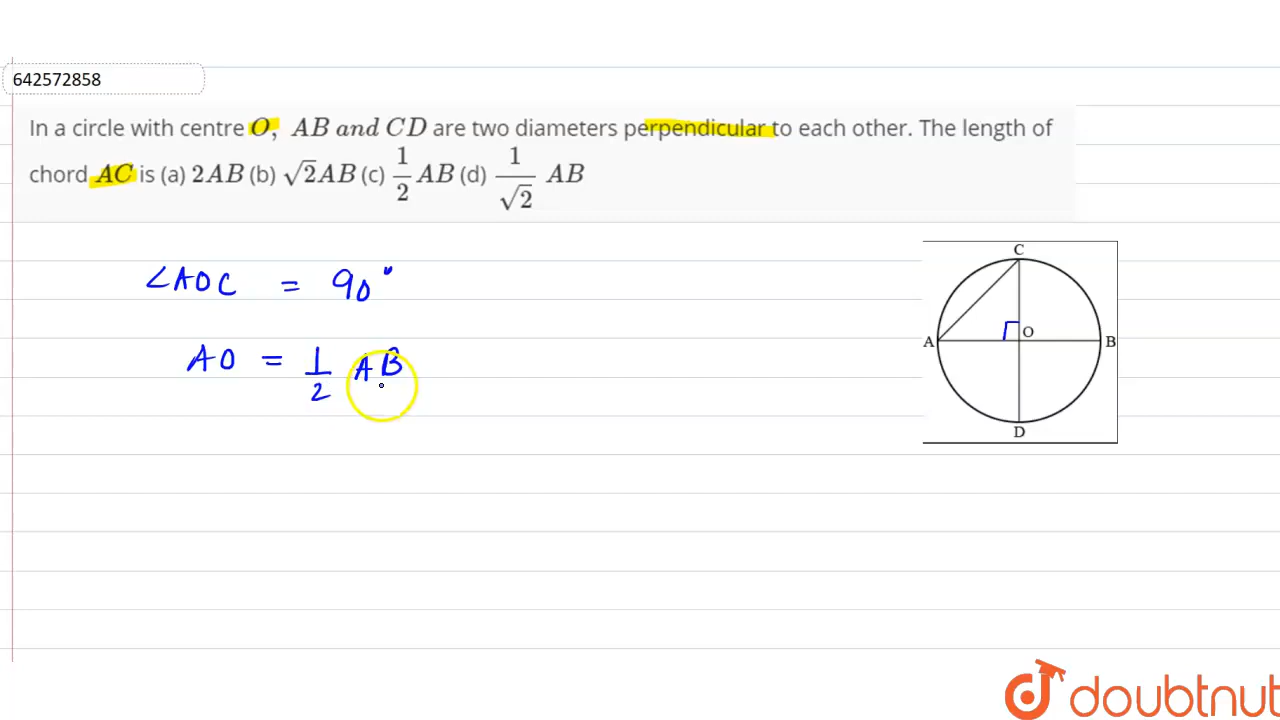 642572858
In a circle with centre O, AB and CD are two diameters perpendicular to each other. The length of
chord AC is (a) 2AB (b) √2AB (c) 1/2 AB (d) 1/√2 AB
∠AOC = 90°
AO = 1/2 AB
C
A
O
B
D
doubtnut